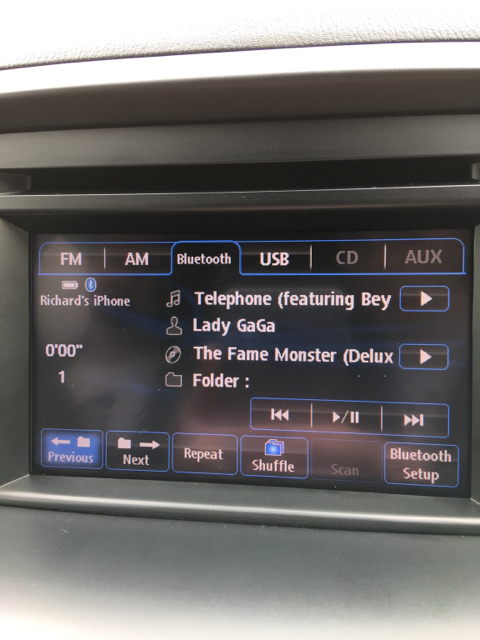 FM AM Bluetooth USB CD AUX
Richard's iPhone
Telephone (featuring Bey
Lady GaGa
0'00"
The Fame Monster (Delux
1
Folder :
Previous Next Repeat Shuffle Scan Bluetooth
Setup